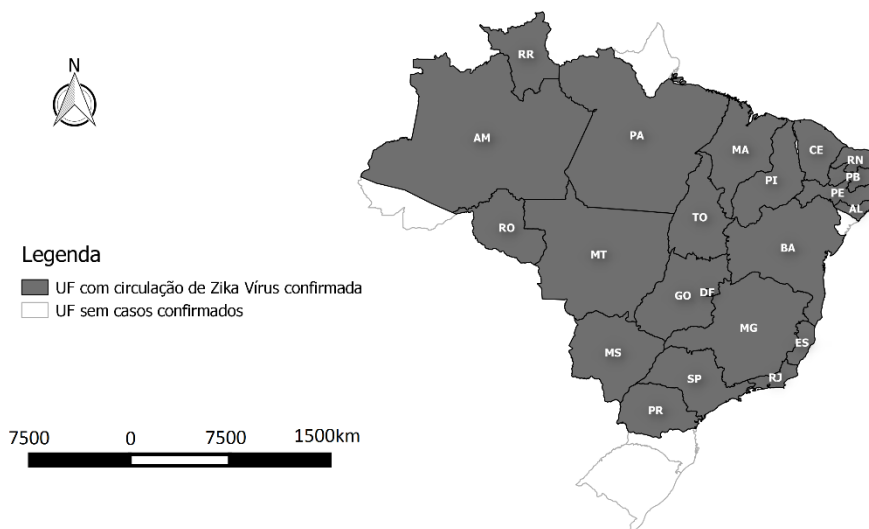 N
RR
AM
PA
MA
CE
RN
PB
PI
PE
AL
TO
RO
BA
MT
GO
DF
MG
ES
MS
SP
RJ
PR
Legenda
UF com circulação de Zika Vírus confirmada
UF sem casos confirmados
7500 0 7500 1500km